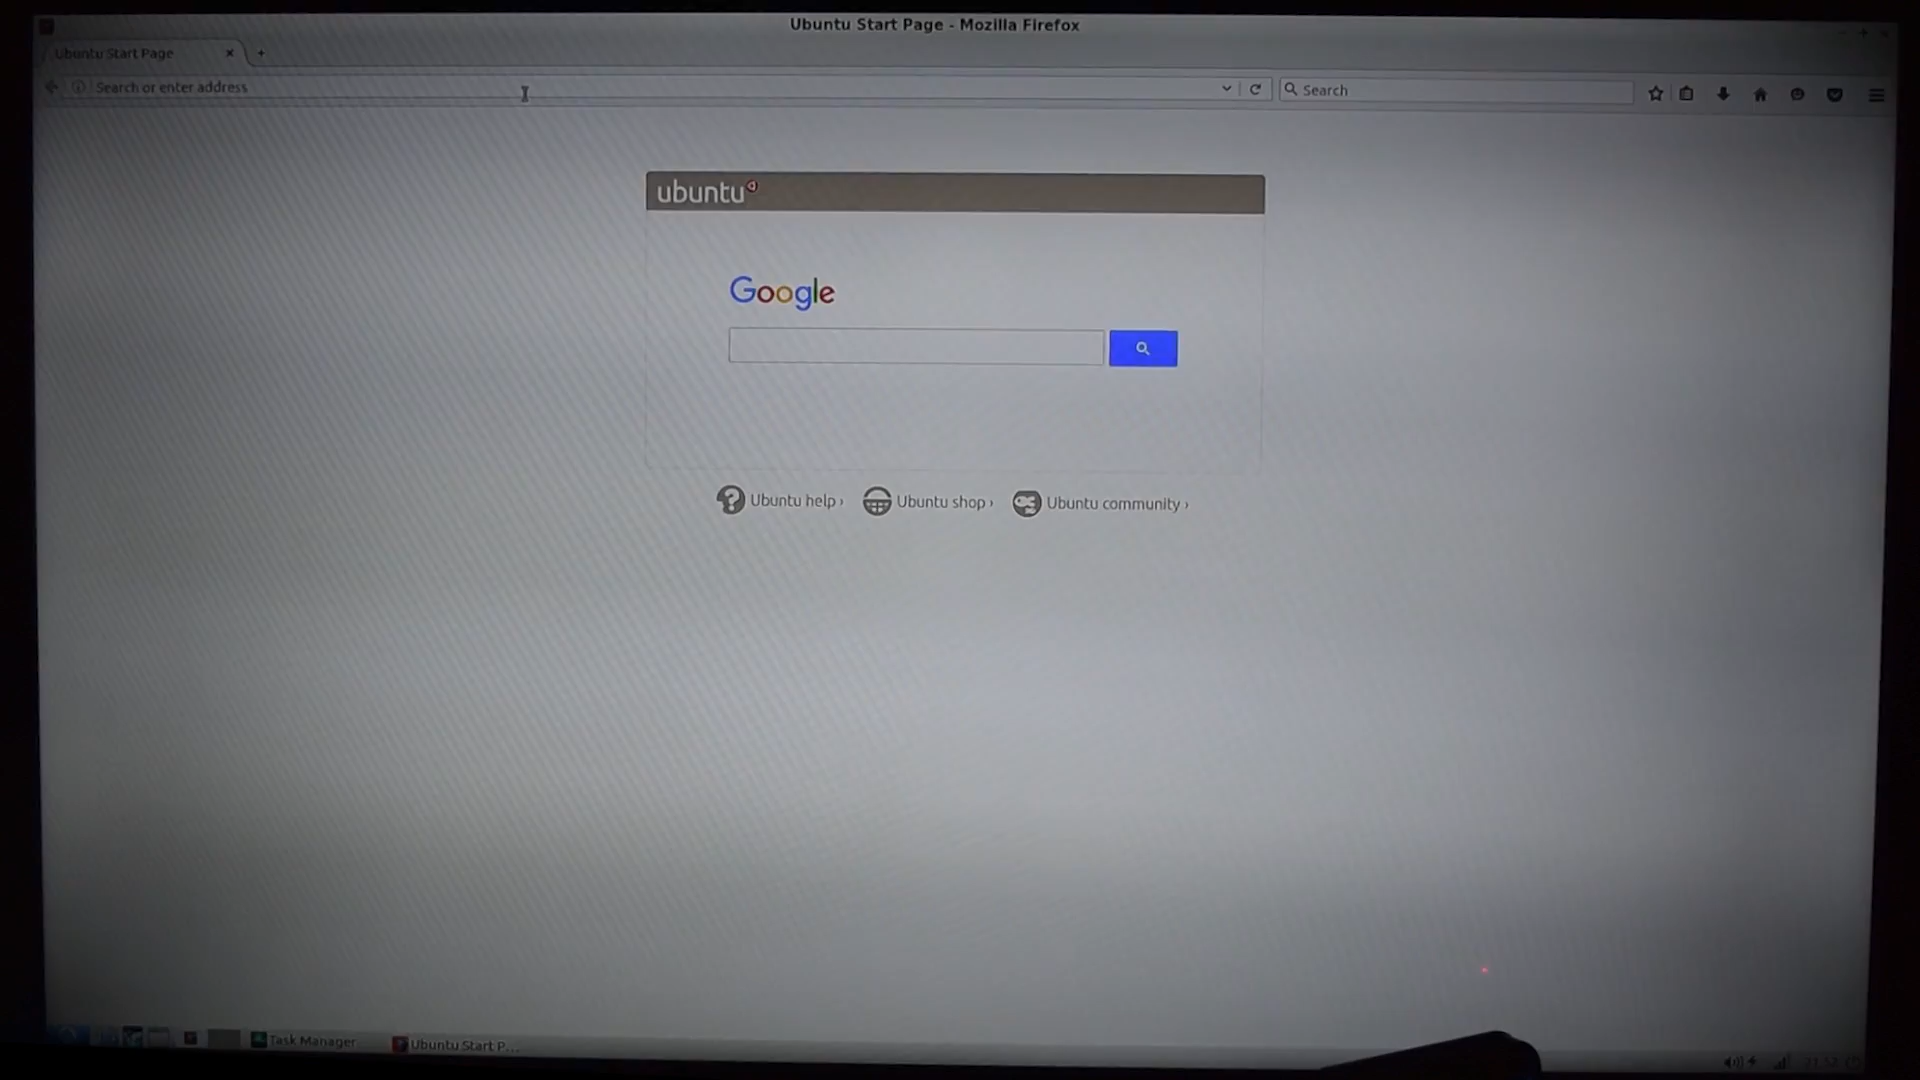 Ubuntu Start Page - Mozilla Firefox
Ubuntu Start Page
Search or enter address
Search
ubuntu
Google
Ubuntu help ›
Ubuntu shop ›
Ubuntu community ›
Task Manager
Ubuntu Start P...